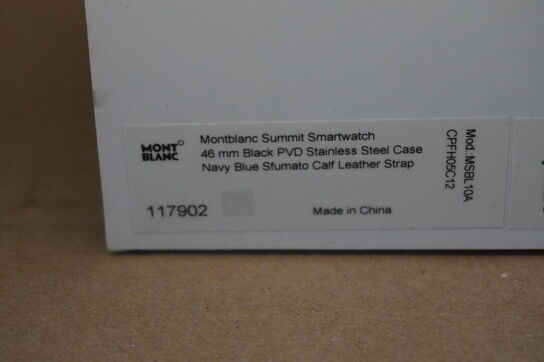 MONT
BLANC
Montblanc Summit Smartwatch
46 mm Black PVD Stainless Steel Case
Navy Blue Sfumato Calf Leather Strap
117902
Made in China
Mod. MSBL10A
CPFH05C12